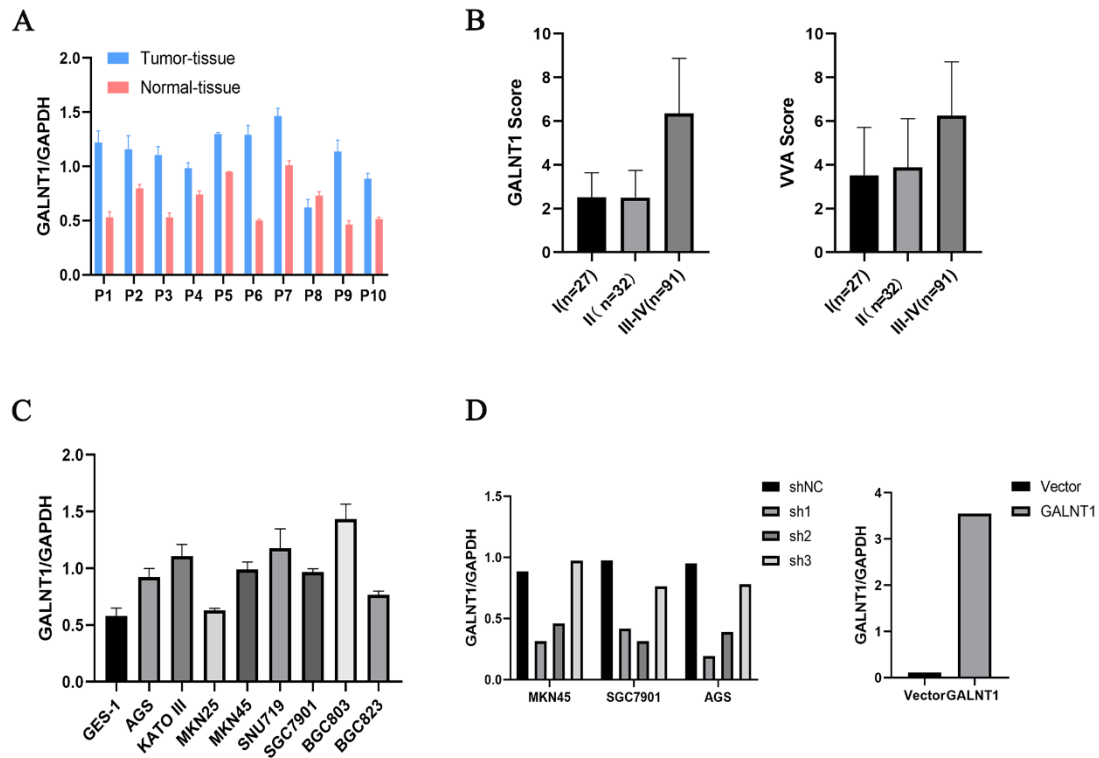 A
GALNT1/GAPDH
2.0
1.5
1.0
0.5
0.0
Tumor-tissue
Normal-tissue
P1 P2 P3 P4 P5 P6 P7 P8 P9 P10
B
GALNT1 Score
10
8
6
4
2
0
I(n=27)
II( n=32)
III-IV(n=91)
VVA Score
10
8
6
4
2
0
I(n=27)
II( n=32)
III-IV(n=91)
C
GALNT1/GAPDH
2.0
1.5
1.0
0.5
0.0
GES-1
AGS
KATO III
MKN25
MKN45
SNU719
SGC7901
BGC803
BGC823
D
GALNT1/GAPDH
1.5
1.0
0.5
0.0
MKN45 SGC7901 AGS
shNC
sh1
sh2
sh3
GALNT1/GAPDH
4
3
2
1
0
VectorGALNT1
Vector
GALNT1